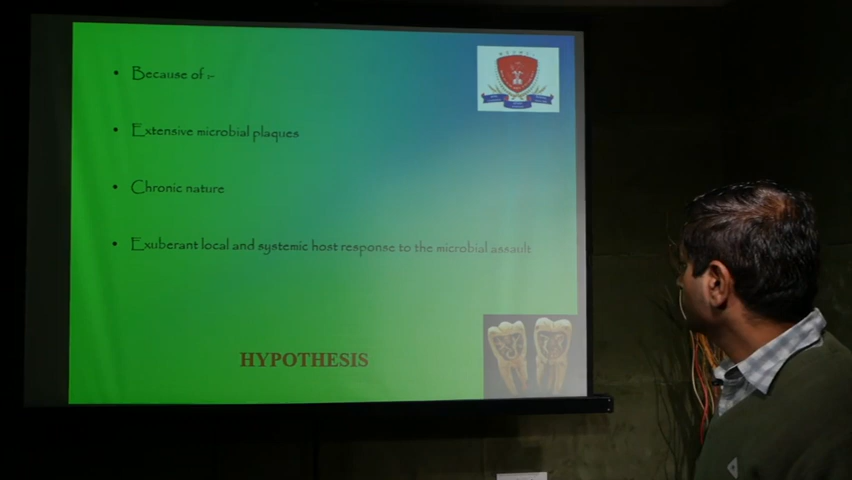 • Because of :-
• Extensive microbial plaques
• Chronic nature
• Exuberant local and systemic host response to the microbial assault
HYPOTHESIS